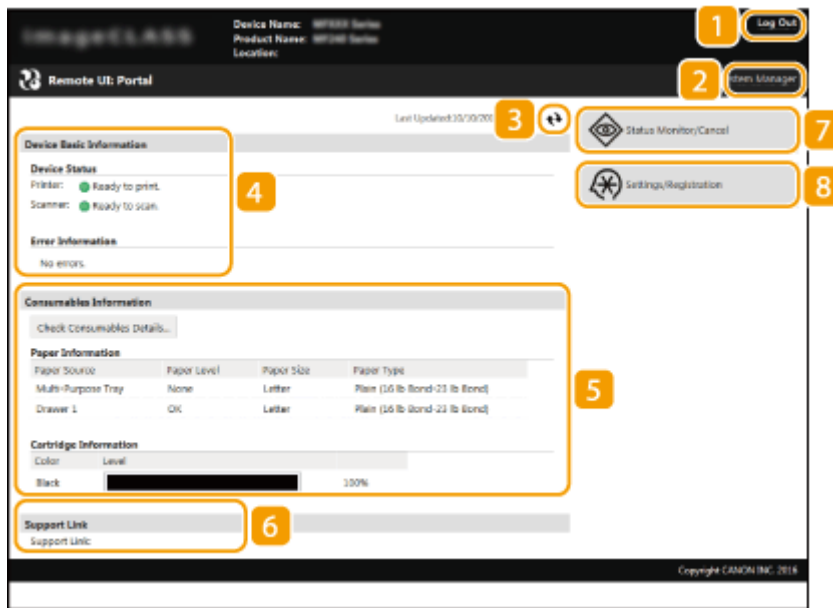 imageCLASS
Device Name:
Product Name:
Location:
1
Log Out
Remote UI: Portal
2
stem Manager
Last Updated:10/10/201
3
Device Basic Information
Device Status
Printer: Ready to print.
Scanner: Ready to scan.
Error Information
No errors.
4
Status Monitor/Cancel
7
Settings/Registration
8
Consumables Information
Check Consumables Details...
Paper Information
Paper Source Paper Level Paper Size Paper Type
Multi-Purpose Tray None Letter Plain (16 lb Bond-23 lb Bond)
Drawer 1 OK Letter Plain (16 lb Bond-23 lb Bond)
5
Cartridge Information
Color Level
Black 100%
Support Link
Support Link:
6
Copyright CANON INC. 2016